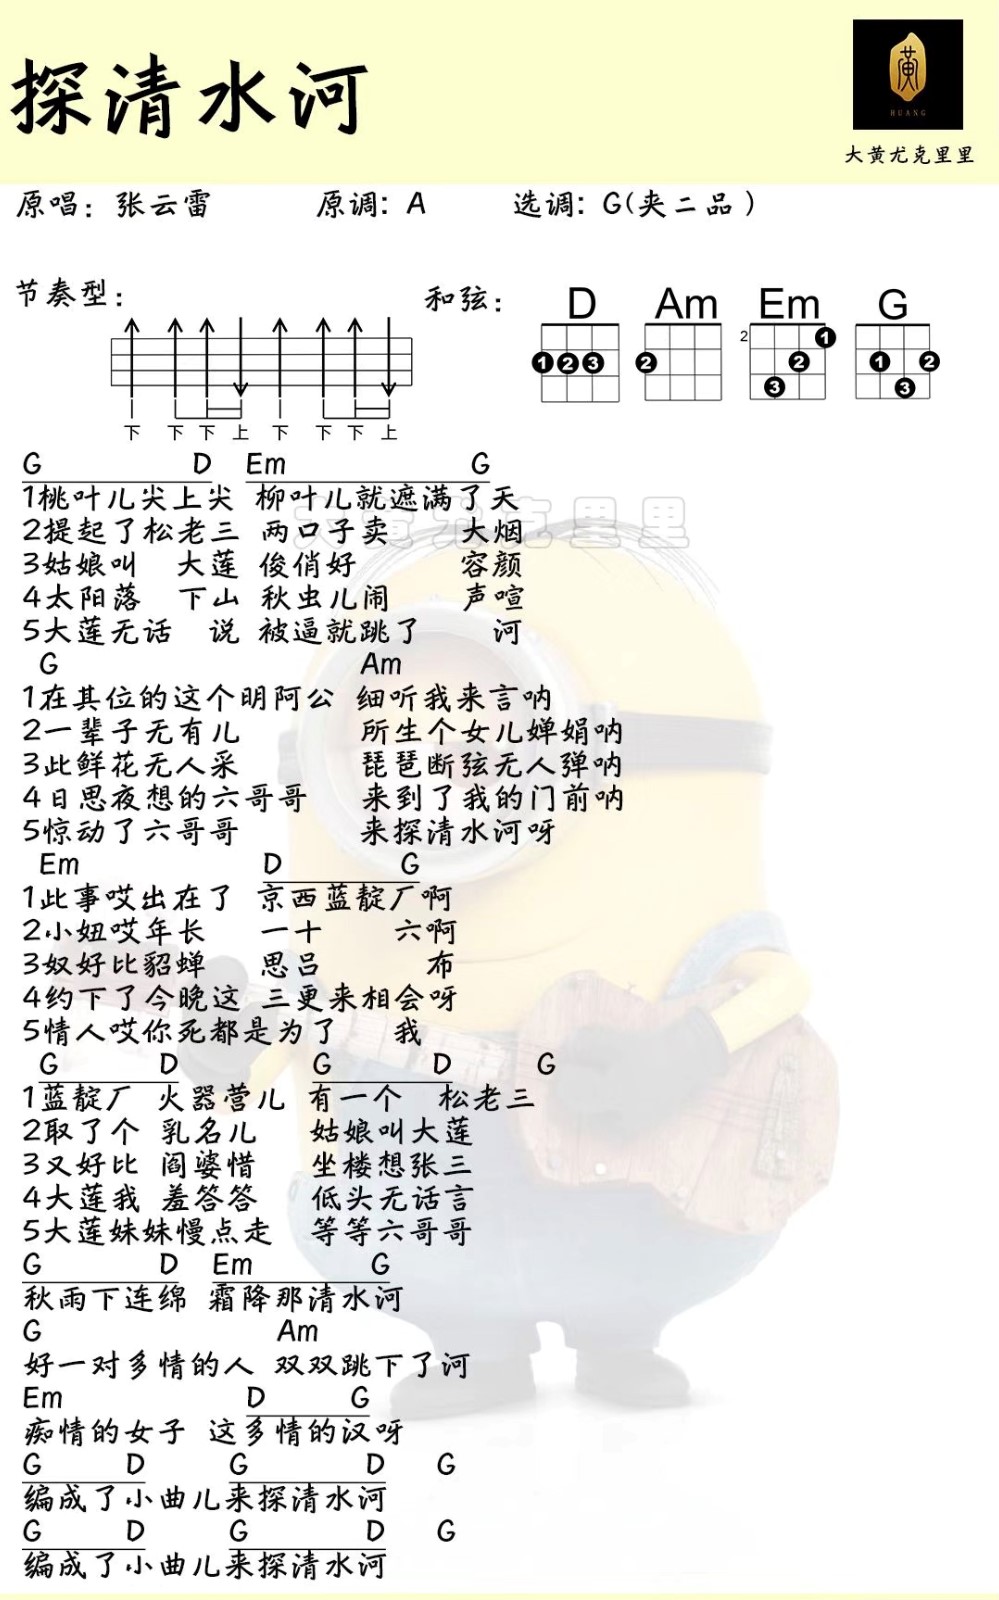 探清水河
黄
HUANG
大黄尤克里里
原唱：张云雷 原调：A 选调：G(夹二品)
节奏型： 和弦： D Am Em G
1 2 3 2 2 1 2 3 1 2 3
下 下 下 上 下 下 下 上
G D Em G
1桃叶儿尖上尖 柳叶儿就遮满了天
大黄尤克里里
2提起了松老三 两口子卖 大烟
3姑娘叫 大莲 俊俏好 容颜
4太阳落 下山 秋虫儿闹 声喧
5大莲无话 说 被逼就跳了 河
G Am
1在其位的这个明阿公 细听我来言呐
2一辈子无有儿 所生个女儿婵娟呐
3此鲜花无人采 琵琶断弦无人弹呐
4日思夜想的六哥哥 来到了我的门前呐
5惊动了六哥哥 来探清水河呀
Em D G
1此事哎出在了 京西蓝靛厂啊
2小妞哎年长 一十 六啊
3奴好比貂蝉 思吕 布
4约下了今晚这 三更来相会呀
5情人哎你死都是为了 我
G D G D G
1蓝靛厂 火器营儿 有一个 松老三
2取了个 乳名儿 姑娘叫大莲
3又好比 阎婆惜 坐楼想张三
4大莲我 羞答答 低头无话言
5大莲妹妹慢点走 等等六哥哥
G D Em G
秋雨下连绵 霜降那清水河
G Am
好一对多情的人 双双跳下了河
Em D G
痴情的女子 这多情的汉呀
G D G D G
编成了小曲儿来探清水河
G D G D G
编成了小曲儿来探清水河